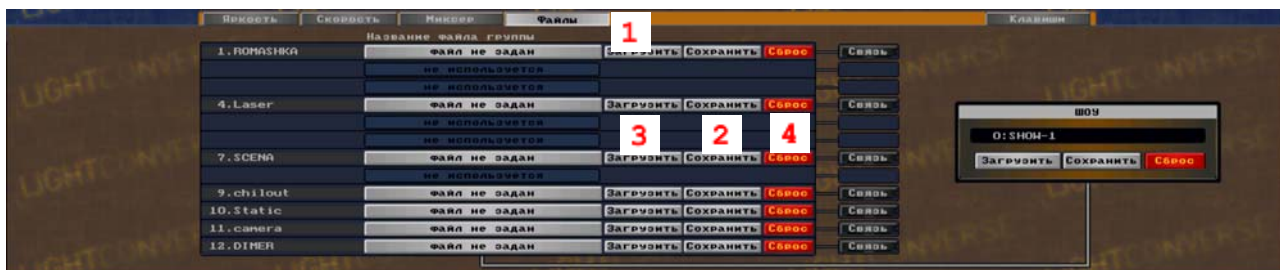 Яркость Скорость Миксер Файлы Клавиши
Название файла группы
1
1.ROMASHKA файл не задан Загрузить Сохранить Сброс Связь
не используется
не используется
4.Laser файл не задан Загрузить Сохранить Сброс Связь
не используется
не используется
3 2 4
7.SCENA файл не задан Загрузить Сохранить Сброс Связь
не используется
9.chilout файл не задан Загрузить Сохранить Сброс Связь
10.Static файл не задан Загрузить Сохранить Сброс Связь
11.camera файл не задан Загрузить Сохранить Сброс Связь
12.DIMER файл не задан Загрузить Сохранить Сброс Связь
ШОУ
0:SHOW-1
Загрузить Сохранить Сброс